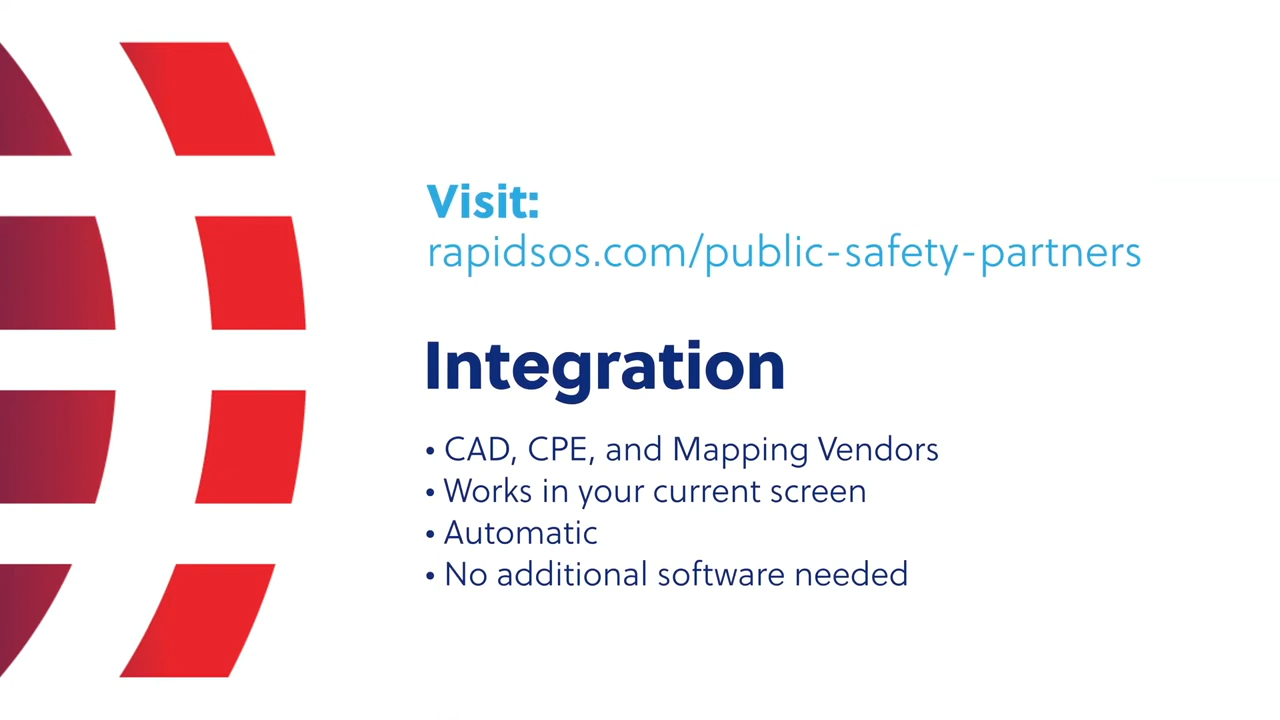 Visit:
rapidsos.com/public-safety-partners
Integration
• CAD, CPE, and Mapping Vendors
• Works in your current screen
• Automatic
• No additional software needed